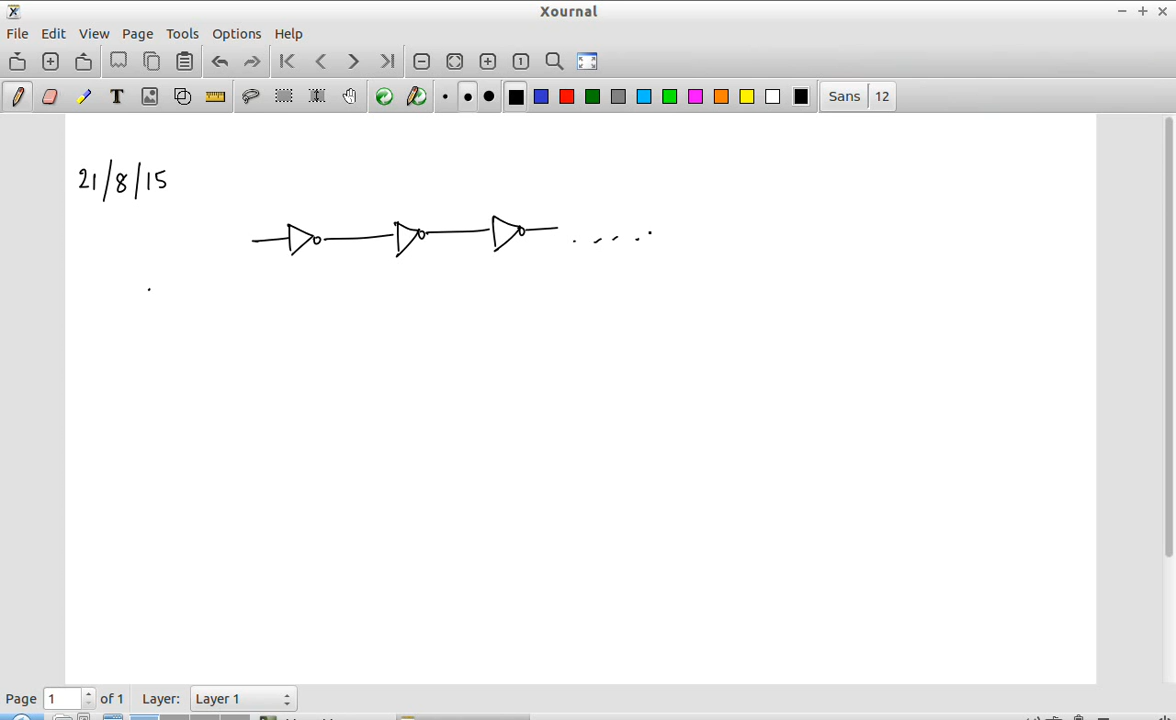 Xournal
File Edit View Page Tools Options Help
Sans 12
21/8/15
Page 1 of 1 Layer: Layer 1